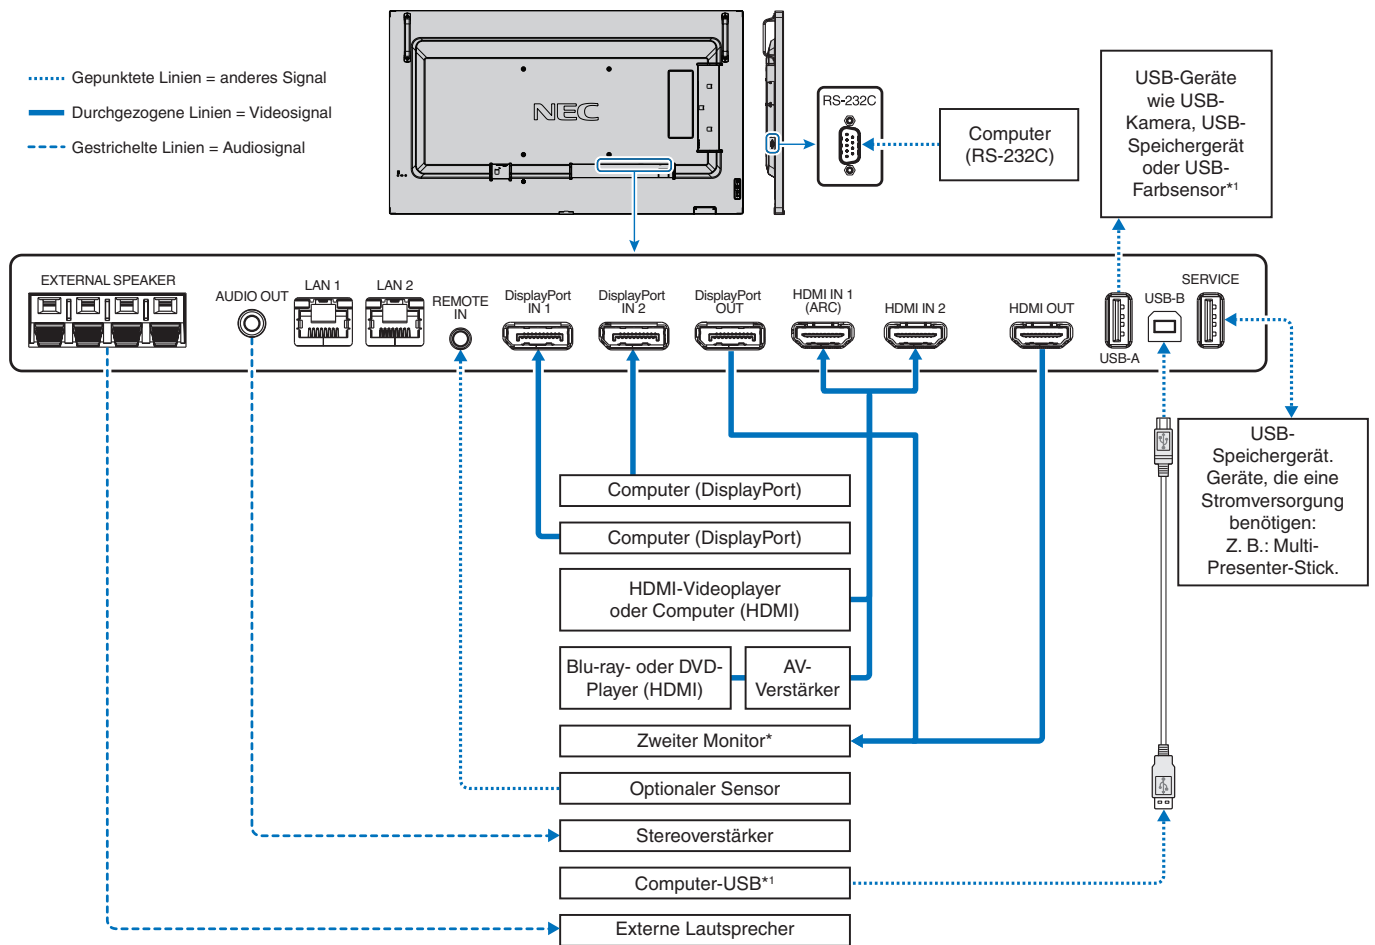 Gepunktete Linien = anderes Signal
Durchgezogene Linien = Videosignal
Gestrichelte Linien = Audiosignal
NEC
RS-232C
Computer
(RS-232C)
USB-Geräte
wie USB-
Kamera, USB-
Speichergerät
oder USB-
Farbsensor*1
EXTERNAL SPEAKER
AUDIO OUT
LAN 1
LAN 2
REMOTE
IN
DisplayPort
IN 1
DisplayPort
IN 2
DisplayPort
OUT
HDMI IN 1
(ARC)
HDMI IN 2
HDMI OUT
USB-A
USB-B
SERVICE
USB-
Speichergerät.
Geräte, die eine
Stromversorgung
benötigen:
Z. B.: Multi-
Presenter-Stick.
Computer (DisplayPort)
Computer (DisplayPort)
HDMI-Videoplayer
oder Computer (HDMI)
Blu-ray- oder DVD-
Player (HDMI)
AV-
Verstärker
Zweiter Monitor*
Optionaler Sensor
Stereoverstärker
Computer-USB*1
Externe Lautsprecher